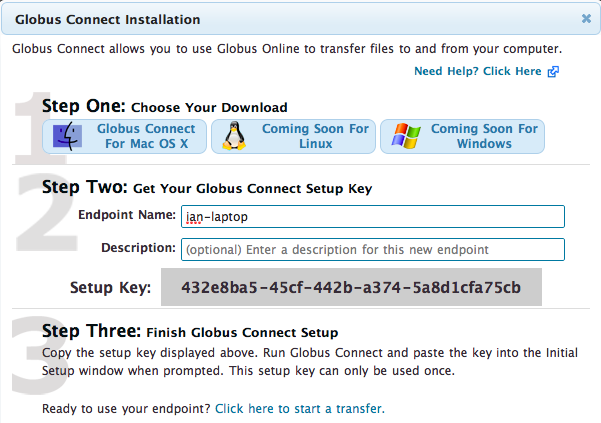 Globus Connect Installation
Globus Connect allows you to use Globus Online to transfer files to and from your computer.
Need Help? Click Here
1
Step One: Choose Your Download
Globus Connect
For Mac OS X
Coming Soon For
Linux
Coming Soon For
Windows
2
Step Two: Get Your Globus Connect Setup Key
Endpoint Name: ian-laptop
Description: (optional) Enter a description for this new endpoint
Setup Key: 432e8ba5-45cf-442b-a374-5a8d1cfa75cb
3
Step Three: Finish Globus Connect Setup
Copy the setup key displayed above. Run Globus Connect and paste the key into the Initial
Setup window when prompted. This setup key can only be used once.
Ready to use your endpoint? Click here to start a transfer.